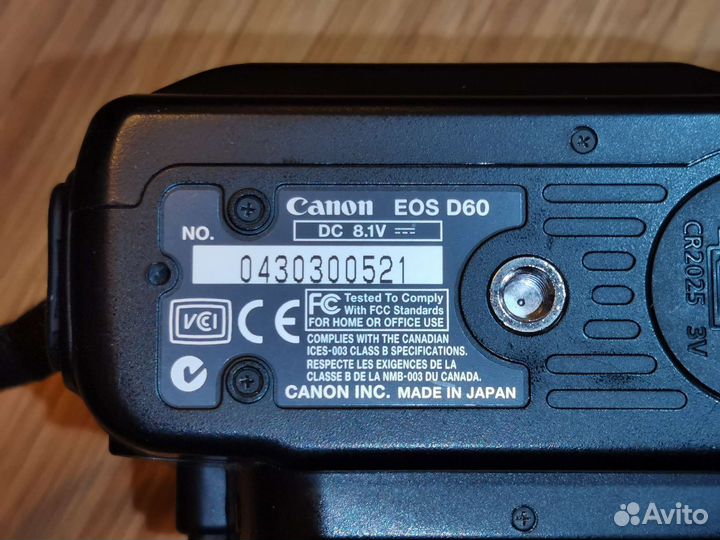 Canon EOS D60
NO.
DC 8.1V
0430300521
VCI
CE
FC Tested To Comply
With FCC Standards
FOR HOME OR OFFICE USE
COMPLIES WITH THE CANADIAN
ICES-003 CLASS B SPECIFICATIONS.
RESPECTE LES EXIGENCES DE LA
CLASSE B DE LA NMB-003 DU CANADA.
CANON INC. MADE IN JAPAN
CR2025 3V
Avito